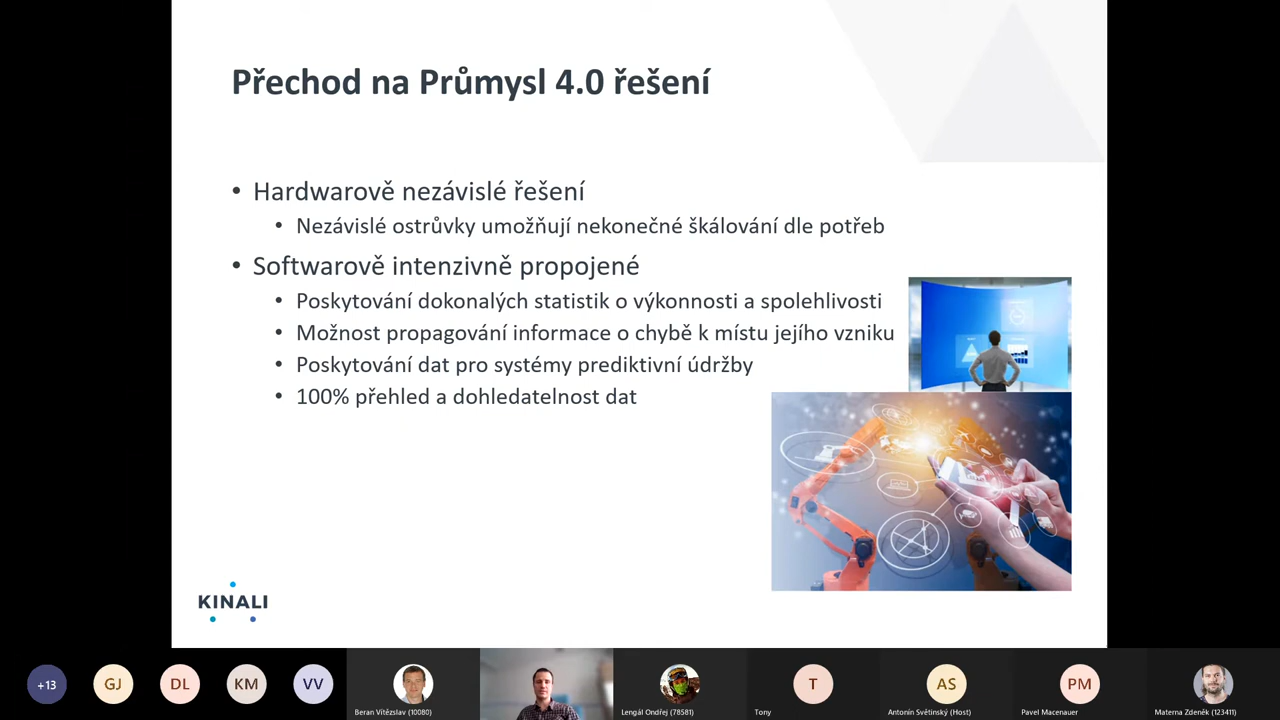 Přechod na Průmysl 4.0 řešení
• Hardwarově nezávislé řešení
• Nezávislé ostrůvky umožňují nekonečné škálování dle potřeb
• Softwarově intenzivně propojené
• Poskytování dokonalých statistik o výkonnosti a spolehlivosti
• Možnost propagování informace o chybě k místu jejího vzniku
• Poskytování dat pro systémy prediktivní údržby
• 100% přehled a dohledatelnost dat
KINALI
+13
GJ
DL
KM
VV
Beran Vítězslav (10080)
Lengál Ondřej (78581)
T
Tony
AS
Antonín Světinský (Host)
PM
Pavel Macenauer
Materna Zdeněk (123411)